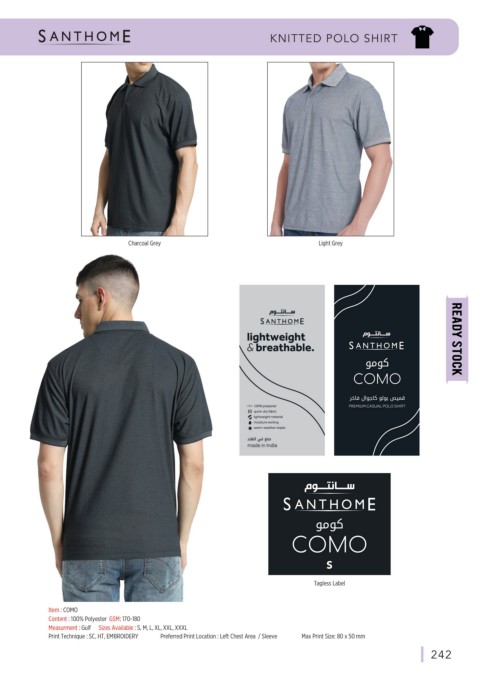 SANTHOME
KNITTED POLO SHIRT
Charcoal Grey
Light Grey
سانتوم
SANTHOME
lightweight
& breathable.
100% polyester
quick-dry fabric
lightweight material
moisture wicking
صنع في الهند
made in India
سانتوم
SANTHOME
كومو
COMO
قميص بولو كاجوال فاخر
PREMIUM CASUAL POLO SHIRT
READY STOCK
سانتوم
SANTHOME
كومو
COMO
S
Tagless Label
Item : COMO
Content : 100% Polyester GSM: 170-180
Measurment : Gulf Sizes Available : S, M, L, XL, XXL, XXXL
Print Technique : SC, HT, EMBROIDERY Preferred Print Location : Left Chest Area / Sleeve Max Print Size: 80 x 50 mm
242